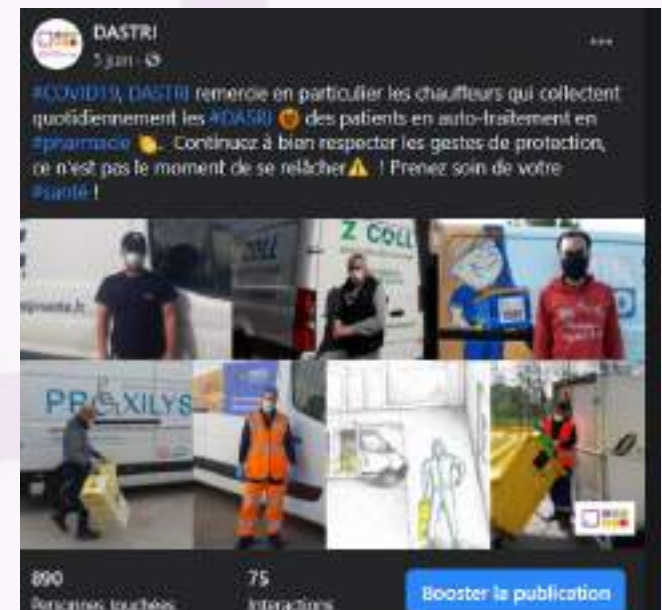 DASTRI
5 juin
#COVID19, DASTRI remercie en particulier les chauffeurs qui collectent
quotidiennement les #DASRI des patients en auto-traitement en
#pharmacie . Continuez à bien respecter les gestes de protection,
ce n'est pas le moment de se relâcher ! Prenez soin de votre
#santé !
Z COLL
PROXILYS
890
75
Personnes touchées
Interactions
Booster la publication